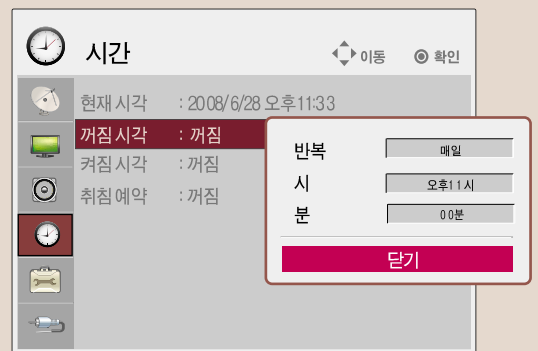 시간
이동 확인
현재 시각 : 2008/6/28 오후11:33
꺼짐 시각 : 꺼짐
켜짐 시각 : 꺼짐
취침 예약 : 꺼짐
반복 매일
시 오후11시
분 00분
닫기